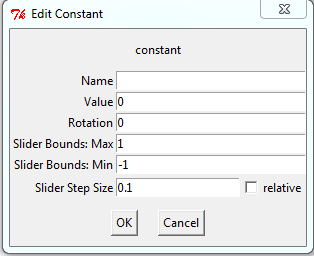 Edit Constant
constant
Name
Value 0
Rotation 0
Slider Bounds: Max 1
Slider Bounds: Min -1
Slider Step Size 0.1 relative
OK Cancel